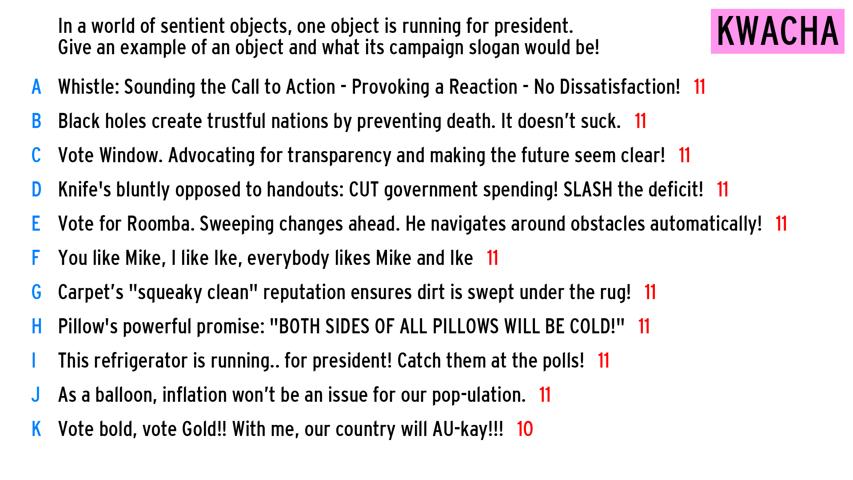 In a world of sentient objects, one object is running for president.
Give an example of an object and what its campaign slogan would be!
KWACHA
A Whistle: Sounding the Call to Action - Provoking a Reaction - No Dissatisfaction! 11
B Black holes create trustful nations by preventing death. It doesn't suck. 11
C Vote Window. Advocating for transparency and making the future seem clear! 11
D Knife's bluntly opposed to handouts: CUT government spending! SLASH the deficit! 11
E Vote for Roomba. Sweeping changes ahead. He navigates around obstacles automatically! 11
F You like Mike, I like Ike, everybody likes Mike and Ike 11
G Carpet’s "squeaky clean" reputation ensures dirt is swept under the rug! 11
H Pillow's powerful promise: "BOTH SIDES OF ALL PILLOWS WILL BE COLD!" 11
I This refrigerator is running.. for president! Catch them at the polls! 11
J As a balloon, inflation won’t be an issue for our pop-ulation. 11
K Vote bold, vote Gold!! With me, our country will AU-kay!!! 10